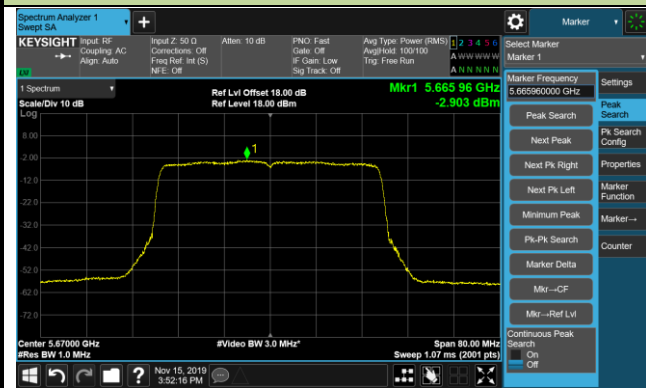 Spectrum Analyzer 1
Swept SA
Marker
KEYSIGHT
Input: RF
Coupling: AC
Align: Auto
Input Z: 50 Ω
Corrections: Off
Freq Ref: Int (S)
NFE: Off
Atten: 10 dB
PNO: Fast
Gate: Off
IF Gain: Low
Sig Track: Off
Avg Type: Power (RMS)
Avg|Hold: 100/100
Trig: Free Run
1 2 3 4 5 6
A W W W W W
A N N N N N
LXI
Select Marker
Marker 1
1 Spectrum
Scale/Div 10 dB
Log
Ref Lvl Offset 18.00 dB
Ref Level 18.00 dBm
Mkr1 5.665 96 GHz
-2.903 dBm
8.00
-2.00
-12.0
-22.0
-32.0
-42.0
-52.0
-62.0
-72.0
1
Center 5.67000 GHz
#Res BW 1.0 MHz
#Video BW 3.0 MHz*
Span 80.00 MHz
Sweep 1.07 ms (2001 pts)
Marker Frequency
5.665960000 GHz
Peak Search
Next Peak
Next Pk Right
Next Pk Left
Minimum Peak
Pk-Pk Search
Marker Delta
Mkr→CF
Mkr→Ref Lvl
Continuous Peak
Search
On
Off
Settings
Peak
Search
Pk Search
Config
Properties
Marker
Function
Marker→
Counter
?
Nov 15, 2019
3:52:16 PM